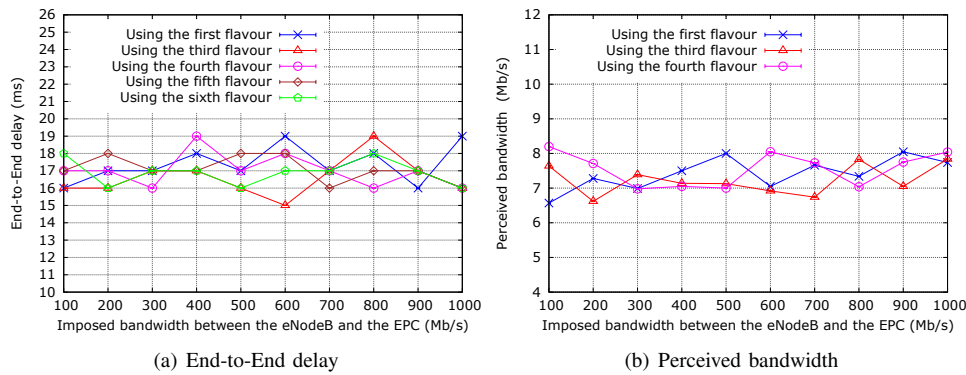 26
25
24
23
22
21
20
19
18
17
16
15
14
13
12
11
10
End-to-End delay (ms)
Using the first flavour
Using the third flavour
Using the fourth flavour
Using the fifth flavour
Using the sixth flavour
100 200 300 400 500 600 700 800 900 1000
Imposed bandwidth between the eNodeB and the EPC (Mb/s)
(a) End-to-End delay
12
11
10
9
8
7
6
5
4
Perceived bandwidth (Mb/s)
Using the first flavour
Using the third flavour
Using the fourth flavour
100 200 300 400 500 600 700 800 900 1000
Imposed bandwidth between the eNodeB and the EPC (Mb/s)
(b) Perceived bandwidth